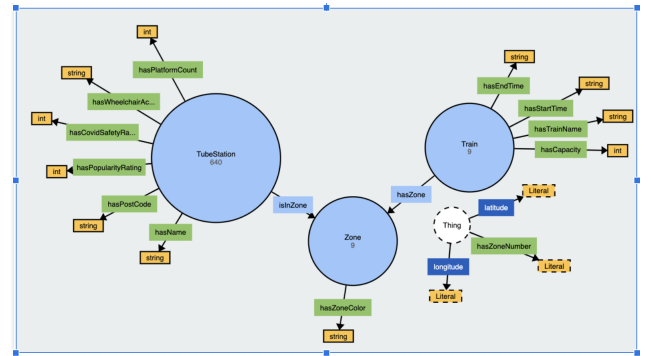 int
hasPlatformCount
string
hasWheelchairAc...
int
hasCovidSafetyRa...
int
hasPopularityRating
hasPostCode
string
hasName
string
TubeStation
640
isInZone
Zone
9
hasZoneColor
string
hasZone
Train
9
string
hasEndTime
string
hasStartTime
string
hasTrainName
hasCapacity
int
Thing
latitude
Literal
hasZoneNumber
Literal
longitude
Literal